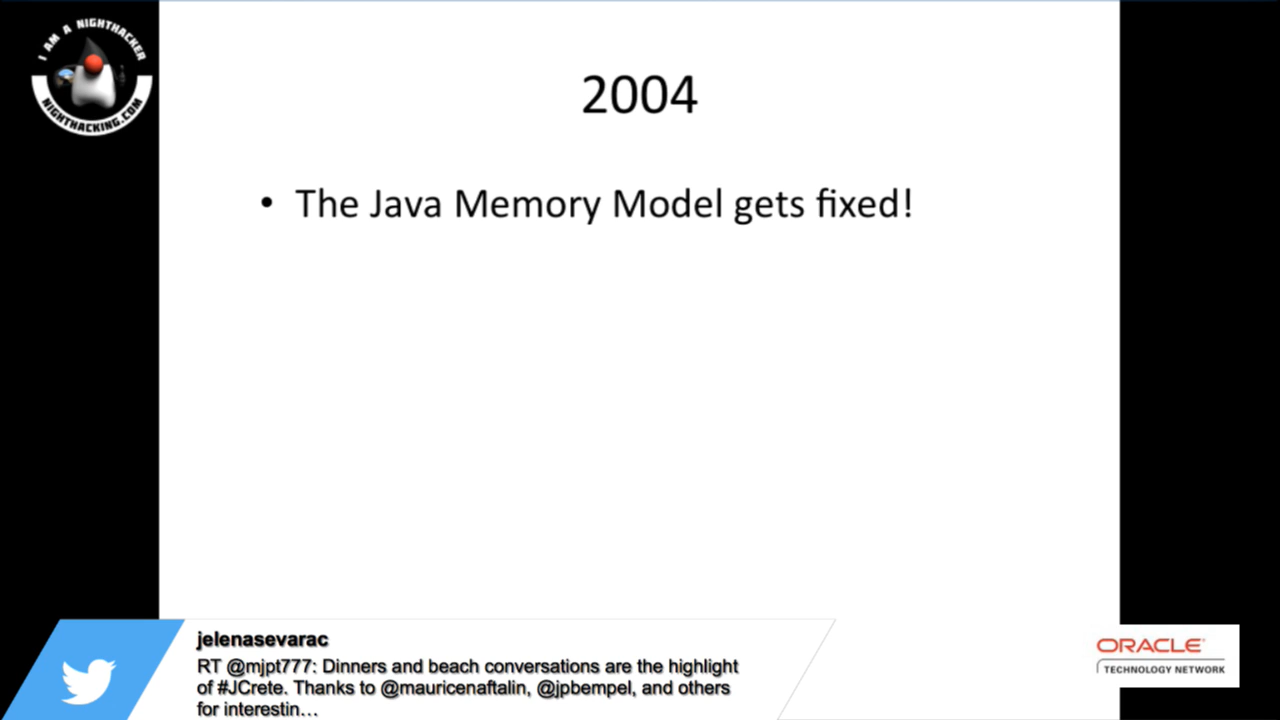 I AM A NIGHTHACKER
NIGHTHACKING.COM
2004
• The Java Memory Model gets fixed!
jelenasevarac
RT @mjpt777: Dinners and beach conversations are the highlight
of #JCrete. Thanks to @mauricenaftalin, @jpbempel, and others
for interestin…
ORACLE®
TECHNOLOGY NETWORK